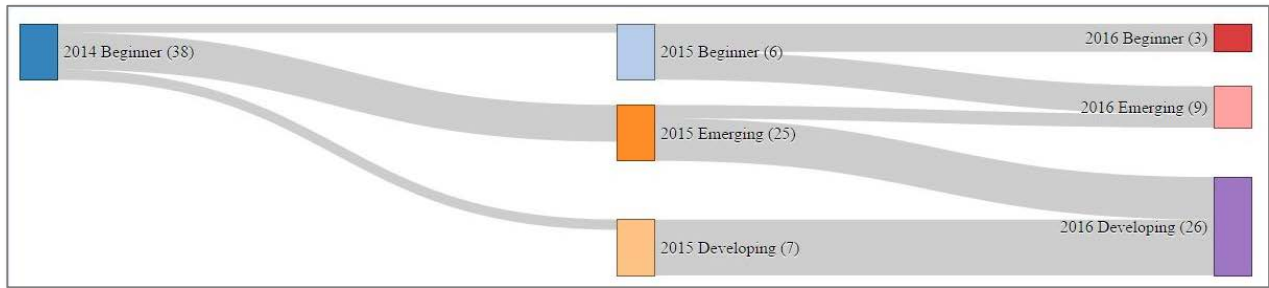 2014 Beginner (38)
2015 Beginner (6)
2015 Emerging (25)
2015 Developing (7)
2016 Beginner (3)
2016 Emerging (9)
2016 Developing (26)